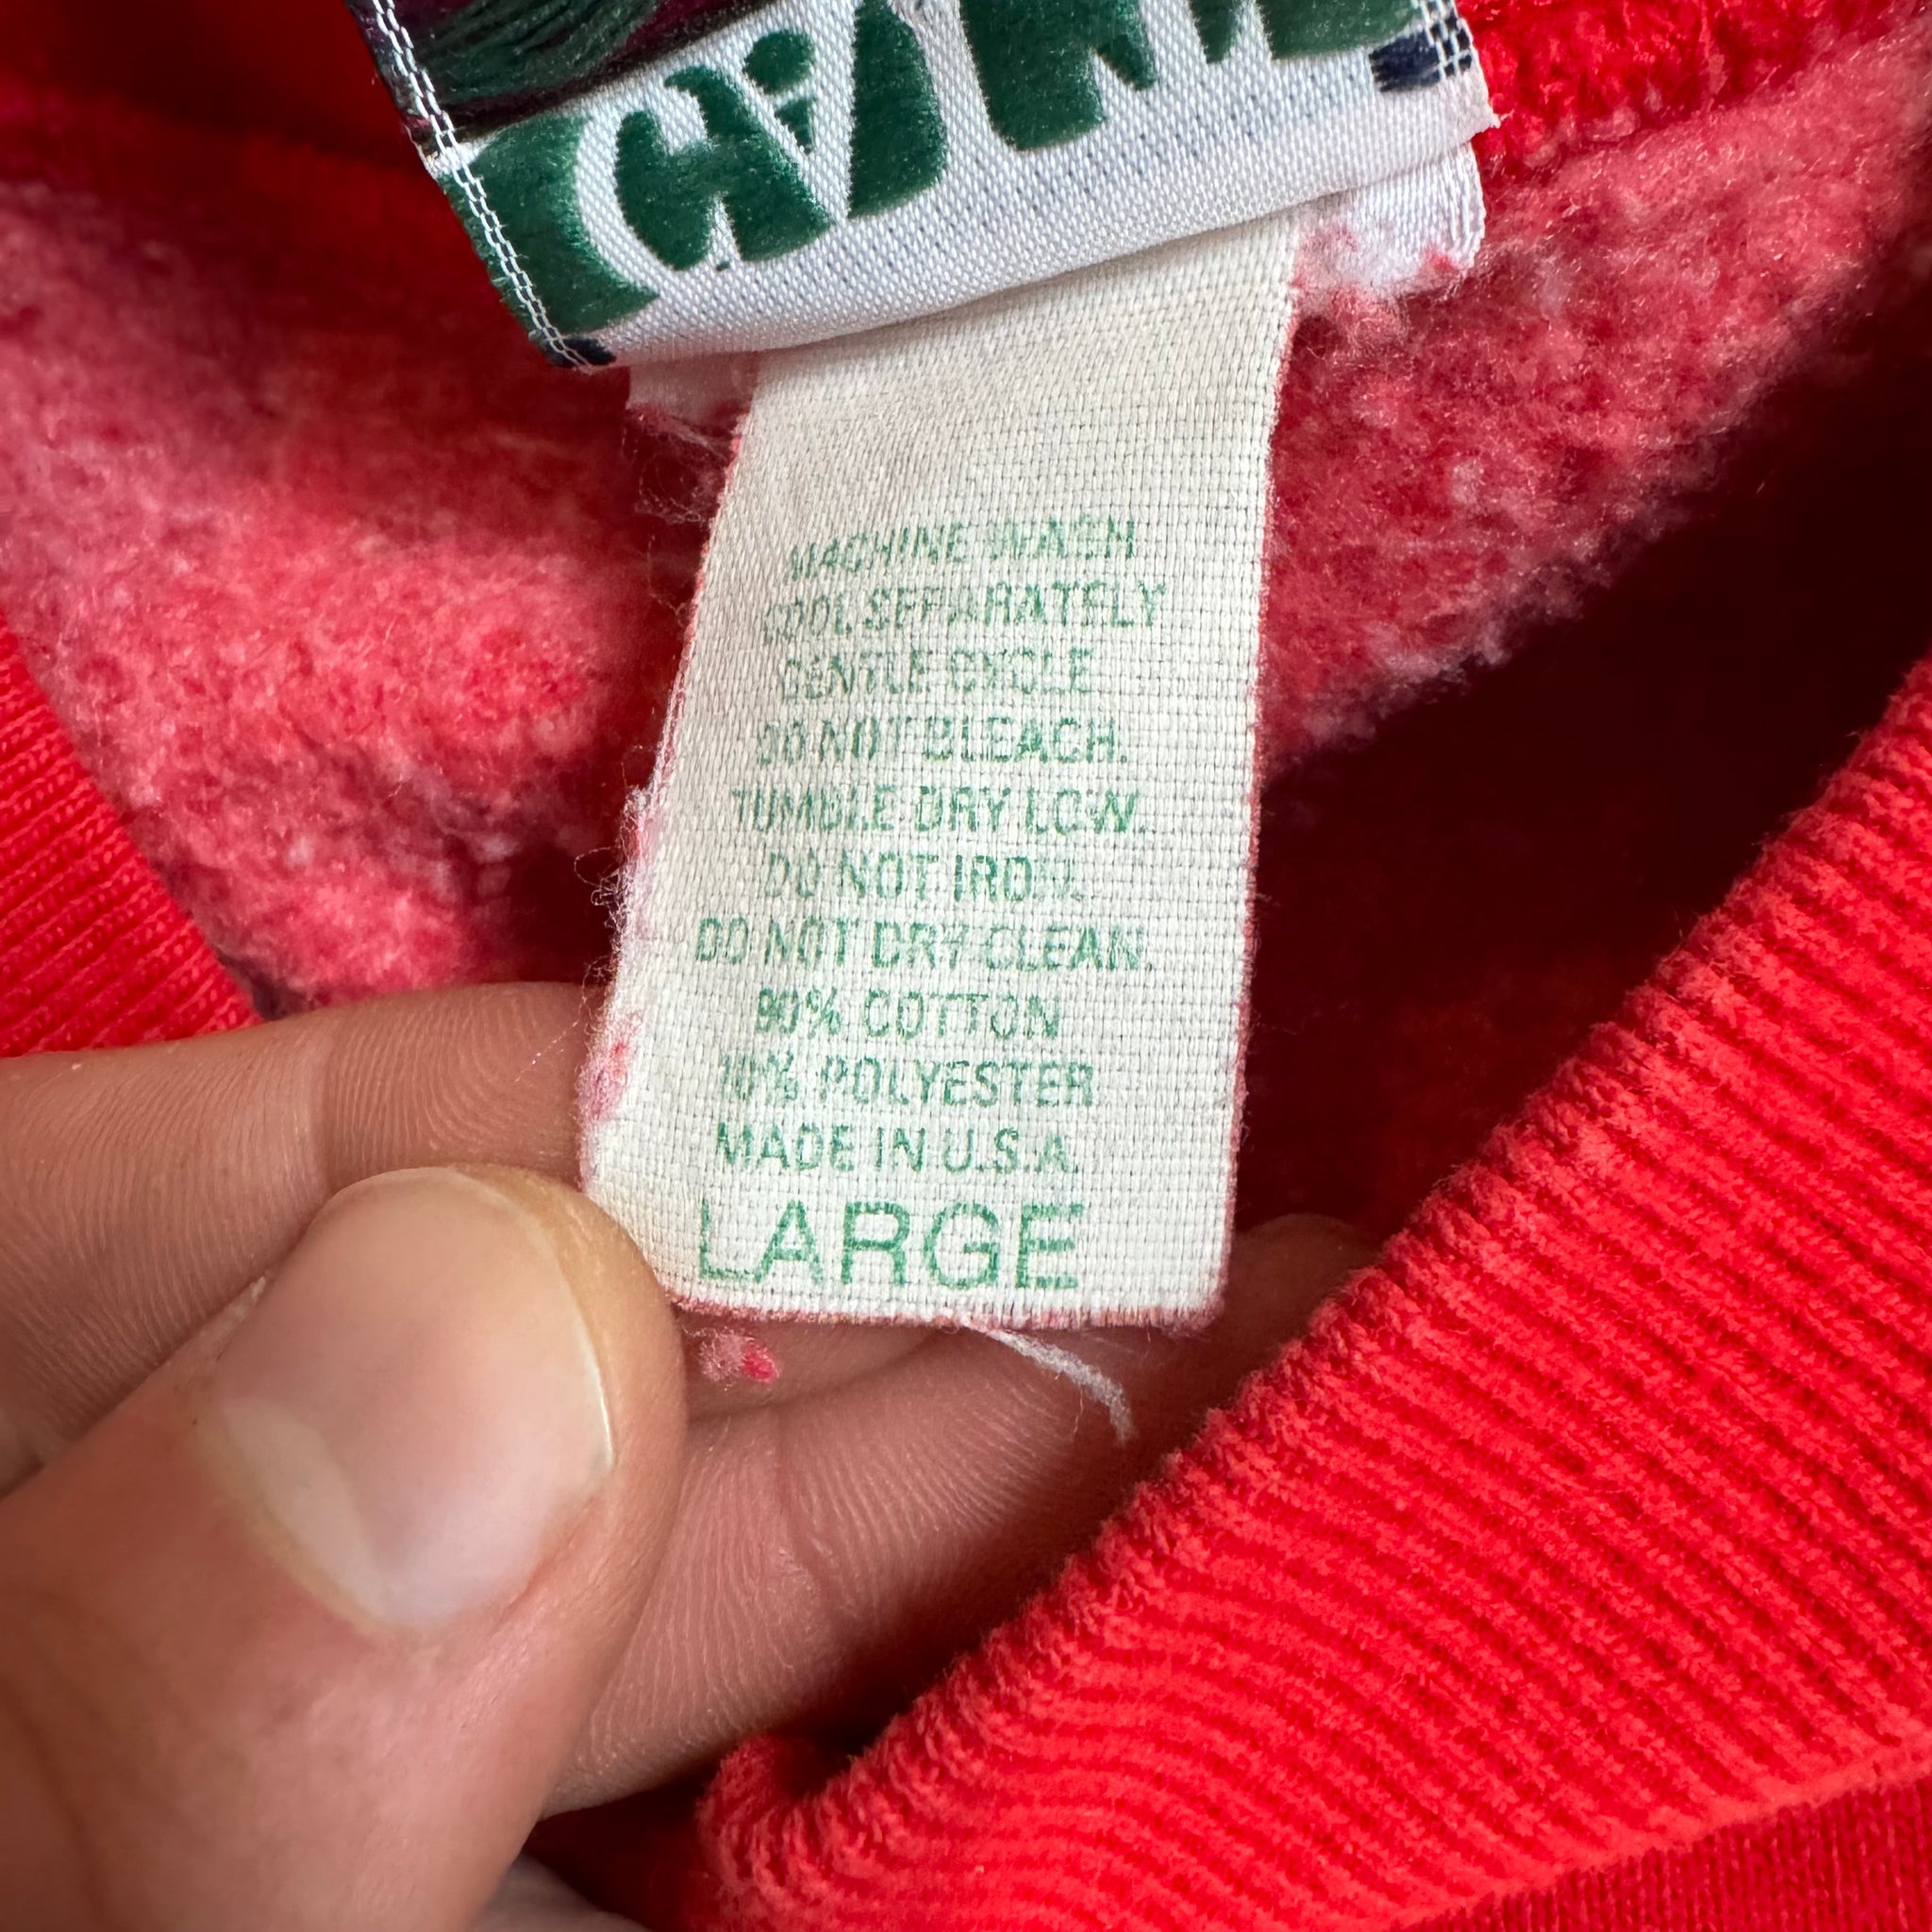 MACHINE WASH
COOL SEPARATELY
GENTLE CYCLE
DO NOT BLEACH.
TUMBLE DRY LOW.
DO NOT IRON.
DO NOT DRY CLEAN.
90% COTTON
10% POLYESTER
MADE IN U.S.A.
LARGE